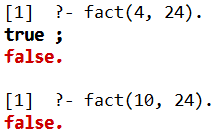 [1]  ?- fact(4, 24).
true ;
false.
[1]  ?- fact(10, 24).
false.